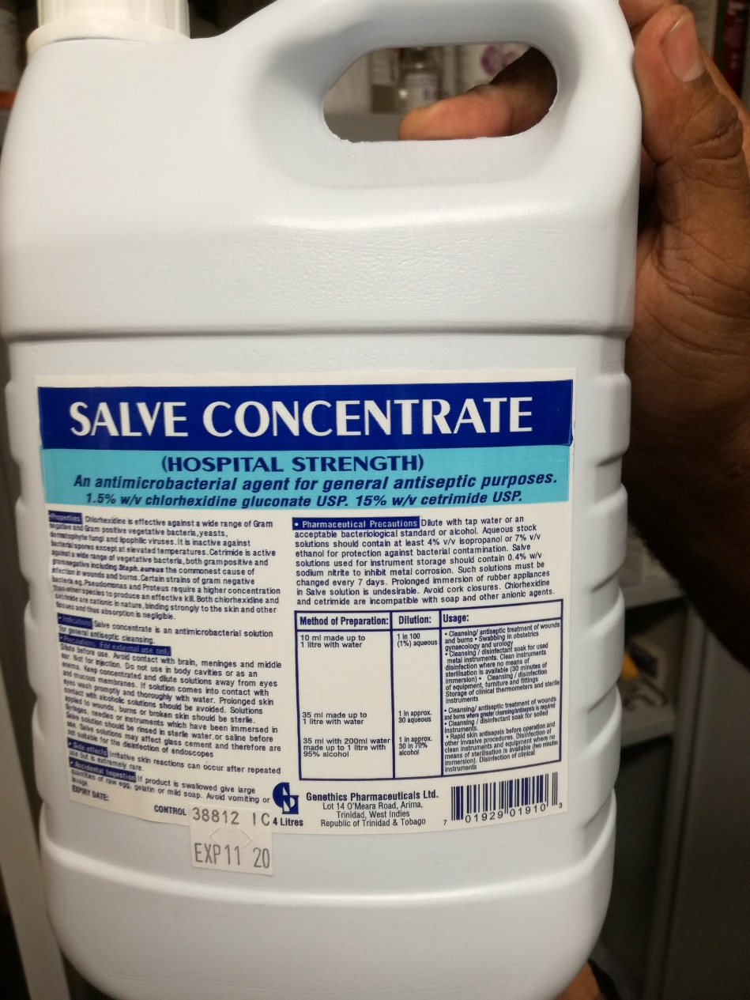 SALVE CONCENTRATE
(HOSPITAL STRENGTH)
An antimicrobacterial agent for general antiseptic purposes.
1.5% w/v chlorhexidine gluconate USP. 15% w/v cetrimide USP.
•Properties Chlorhexidine is effective against a wide range of Gram
negative and Gram positive vegetative bacteria, yeasts,
dermatophyte fungi and lipophilic viruses. It is inactive against
bacterial spores except at elevated temperatures. Cetrimide is active
against a wide range of vegetative bacteria, both gram positive and
gram negative including Staph. aureus the commonest cause of
infection in wounds and burns. Certain strains of gram negative
bacteria eg. Pseudomonas and Proteus require a higher concentration
than other species to produce an effective kill. Both chlorhexidine and
cetrimide are cationic in nature, binding strongly to the skin and other
tissues and thus absorption is negligible.
• Indications Salve concentrate is an antimicrobacterial solution
for general antiseptic cleansing.
• Precautions: For external use only.
Dilute before use. Avoid contact with brain, meninges and middle
ear. Not for injection. Do not use in body cavities or as an
enema. Keep concentrated and dilute solutions away from eyes
and mucous membranes. If solution comes into contact with
eyes wash promptly and thoroughly with water. Prolonged skin
contact with alcoholic solutions should be avoided. Solutions
applied to wounds, burns or broken skin should be sterile.
Syringes, needles or instruments which have been immersed in
Salve solution should be rinsed in sterile water or saline before
use. Salve solutions may affect glass cement and therefore are
not suitable for the disinfection of endoscopes
• Side effects Irritative skin reactions can occur after repeated
use but is extremely rare.
• Accidental Ingestion If product is swallowed give large
quantities of raw egg, gelatin or mild soap. Avoid vomiting or
lavage.
EXPIRY DATE:
CONTROL 38812 1C
EXP 11 20
4 Litres
• Pharmaceutical Precautions Dilute with tap water or an
acceptable bacteriological standard or alcohol. Aqueous stock
solutions should contain at least 4% v/v isopropanol or 7% v/v
ethanol for protection against bacterial contamination. Salve
solutions used for instrument storage should contain 0.4% w/v
sodium nitrite to inhibit metal corrosion. Such solutions must be
changed every 7 days. Prolonged immersion of rubber appliances
in Salve solution is undesirable. Avoid cork closures. Chlorhexidine
and cetrimide are incompatible with soap and other anionic agents.
Method of Preparation: Dilution: Usage:
10 ml made up to
1 litre with water
1 in 100
(1%) aqueous
• Cleansing/ antiseptic treatment of wounds
and burns • Swabbing in obstetrics
gynaecology and urology
• Cleansing / disinfectant soak for used
metal instruments. Clean instruments
disinfection where no means of
sterilisation is available (30 minutes of
immersion) • Cleansing / disinfection
of equipment, furniture and fittings
Storage of clinical thermometers and sterile
instruments
35 ml made up to
1 litre with water
1 in approx.
30 aqueous
• Cleansing/ antiseptic treatment of wounds
and burns where greater cleansing/antisepsis is required
• Cleansing / disinfectant soak for soiled
instruments.
35 ml with 200ml water
made up to 1 litre with
95% alcohol
1 in approx.
30 in 70%
alcohol
• Rapid skin antisepsis before operation and
other invasive procedures. Disinfection of
clean instruments and equipment where no
means of sterilisation is available (two minutes
immersion). Disinfection of clinical
instruments
Genethics Pharmaceuticals Ltd.
Lot 14 O'Meara Road, Arima,
Trinidad, West Indies
Republic of Trinidad & Tobago
7 01929 01910 3